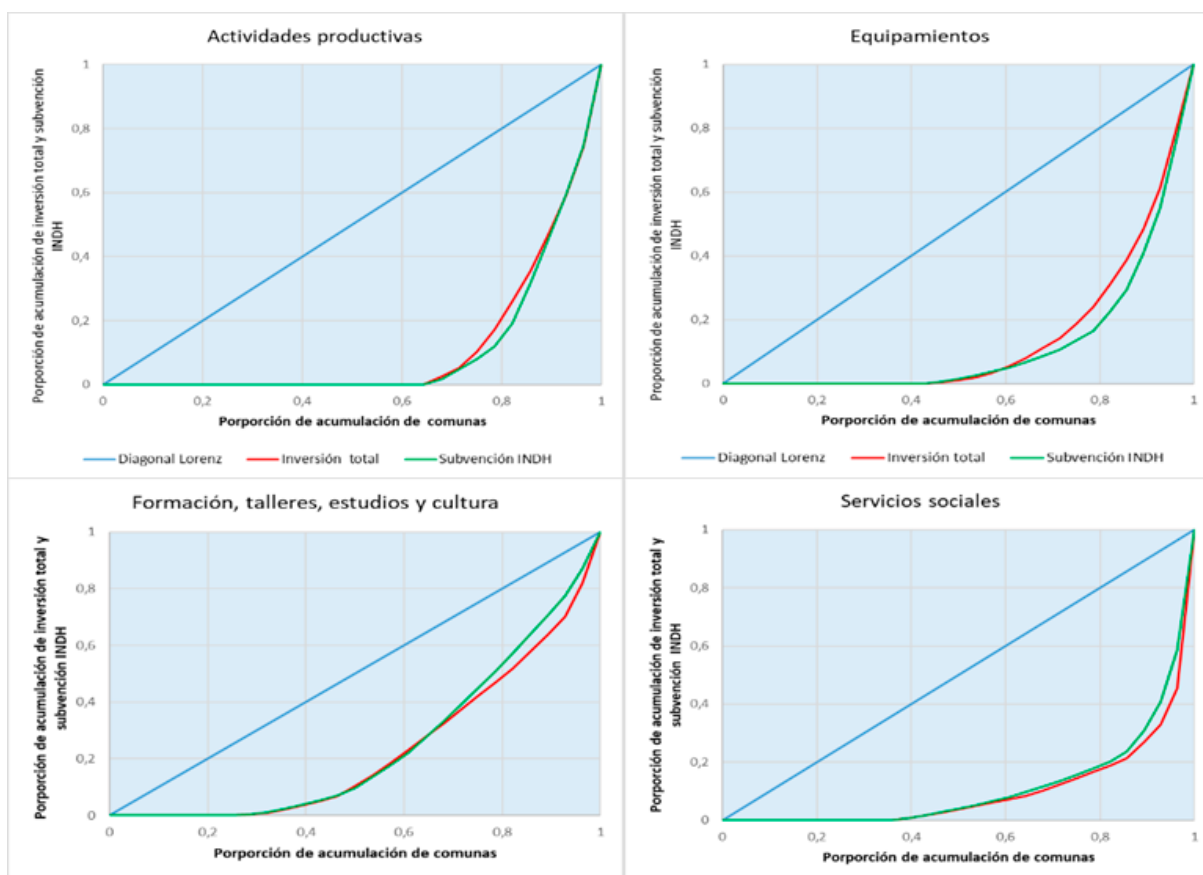 Actividades productivas
Porporción de acumulación de inversión total y subvención
INDH
1
0,8
0,6
0,4
0,2
0
0
0,2
0,4
0,6
0,8
1
Porporción de acumulación de comunas
Diagonal Lorenz
Inversión total
Subvención INDH
Equipamientos
Proporción de acumulación de inversión total y subvención
INDH
1
0,8
0,6
0,4
0,2
0
0
0,2
0,4
0,6
0,8
1
Porporción de acumulación de comunas
Diagonal Lorenz
Inversión total
Subvención INDH
Formación, talleres, estudios y cultura
Porporción de acumulación de inversión total y
subvención INDH
1
0,8
0,6
0,4
0,2
0
0
0,2
0,4
0,6
0,8
1
Porporción de acumulación de comunas
Servicios sociales
Porporción de acumulación de inversión total y
subvención INDH
1
0,8
0,6
0,4
0,2
0
0
0,2
0,4
0,6
0,8
1
Porporción de acumulación de comunas